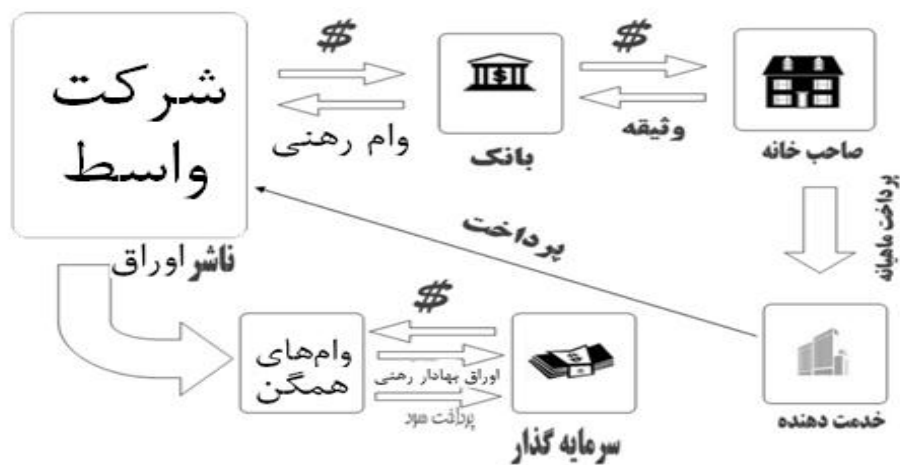 شرکت
واسط
ناشر اوراق
$
وام رهنی
$
بانک
$
وثیقه
صاحب خانه
پرداخت ماهیانه
پرداخت
خدمت دهنده
وام‌های
همگن
$
اوراق بهادار رهنی
پرداخت سود
$
سرمایه گذار